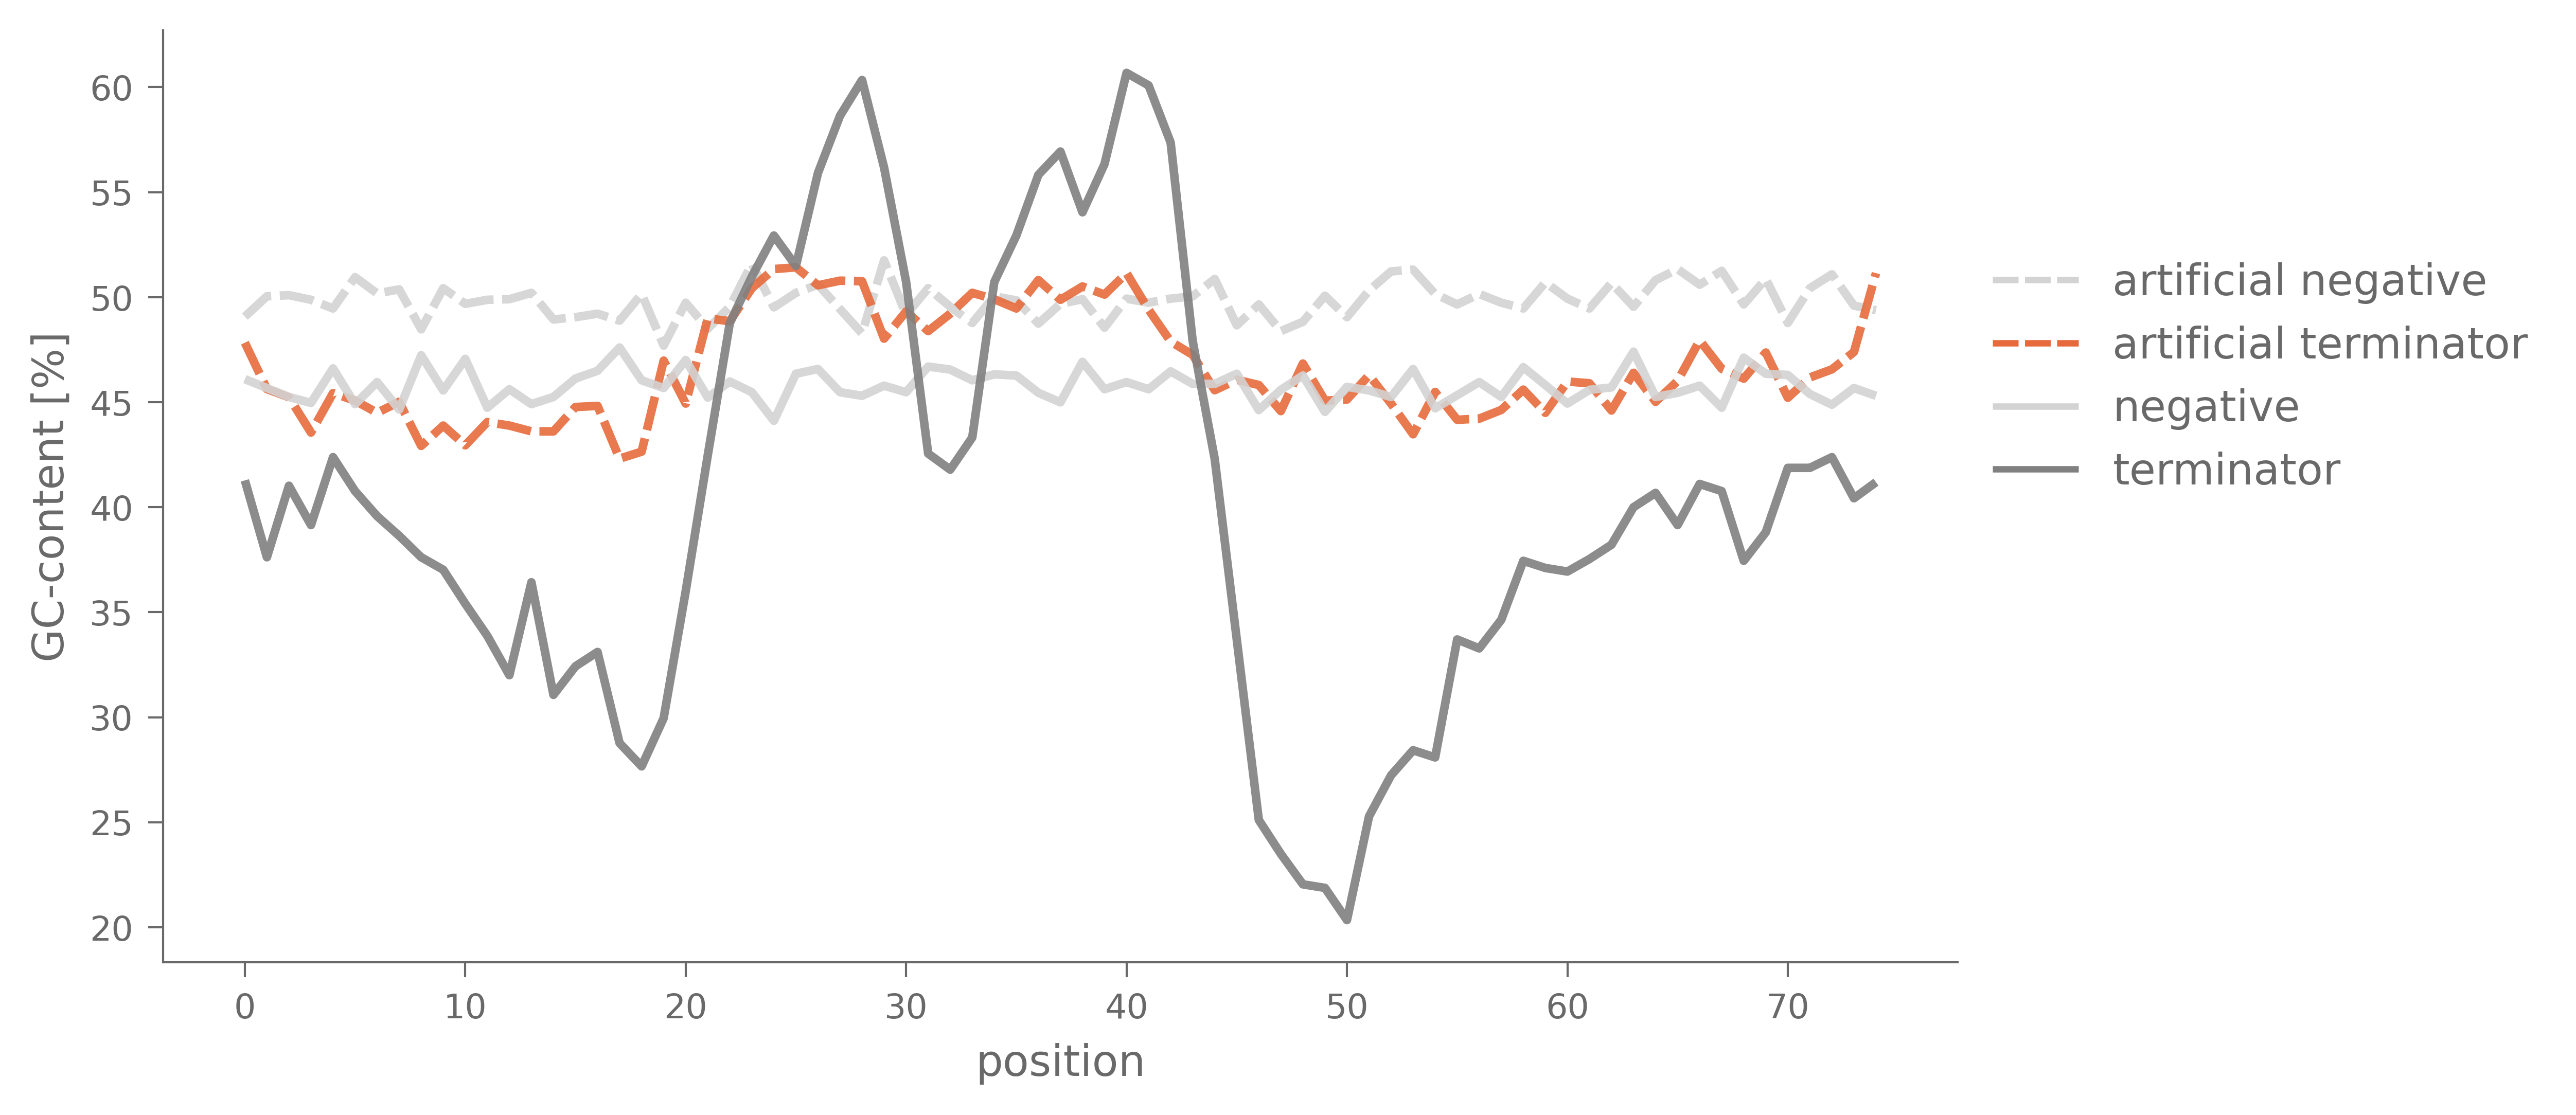 GC-content [%]
60
55
50
45
40
35
30
25
20
0 10 20 30 40 50 60 70
position
artificial negative
artificial terminator
negative
terminator